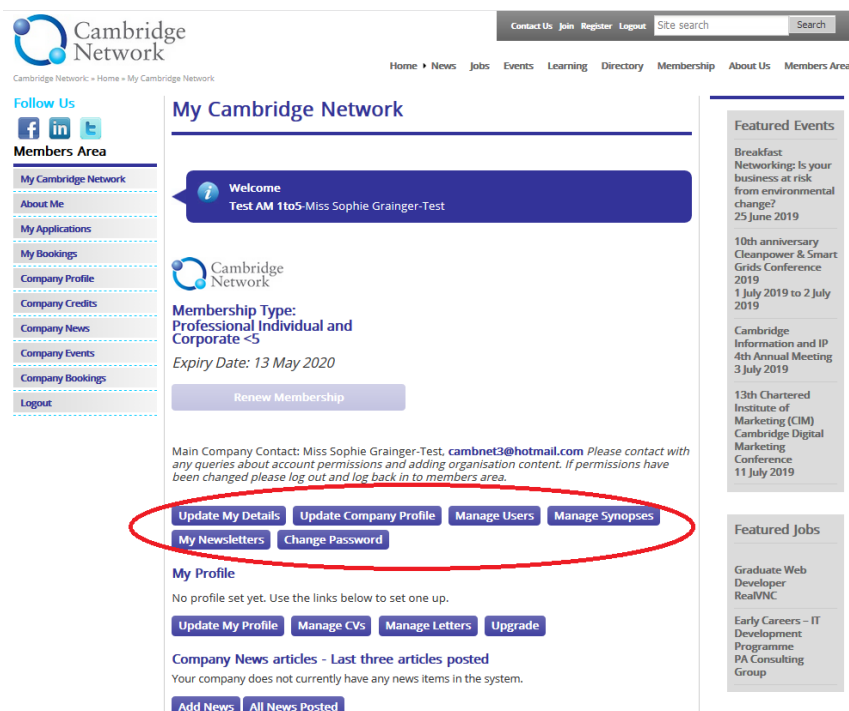 Cambridge
Network
Contact Us Join Register Logout Site search Search
Cambridge Network: » Home » My Cambridge Network
Home News Jobs Events Learning Directory Membership About Us Members Area
Follow Us
Members Area
My Cambridge Network
About Me
My Applications
My Bookings
Company Profile
Company Credits
Company News
Company Events
Company Bookings
Logout
My Cambridge Network
Welcome
Test AM 1to5-Miss Sophie Grainger-Test
Cambridge
Network
Membership Type:
Professional Individual and
Corporate <5
Expiry Date: 13 May 2020
Renew Membership
Main Company Contact: Miss Sophie Grainger-Test, cambnet3@hotmail.com Please contact with
any queries about account permissions and adding organisation content. If permissions have
been changed please log out and log back in to members area.
Update My Details Update Company Profile Manage Users Manage Synopses
My Newsletters Change Password
My Profile
No profile set yet. Use the links below to set one up.
Update My Profile Manage CVs Manage Letters Upgrade
Company News articles - Last three articles posted
Your company does not currently have any news items in the system.
Add News All News Posted
Featured Events
Breakfast
Networking: Is your
business at risk
from environmental
change?
25 June 2019
10th anniversary
Cleanpower & Smart
Grids Conference
2019
1 July 2019 to 2 July
2019
Cambridge
Information and IP
4th Annual Meeting
3 July 2019
13th Chartered
Institute of
Marketing (CIM)
Cambridge Digital
Marketing
Conference
11 July 2019
Featured Jobs
Graduate Web
Developer
RealVNC
Early Careers – IT
Development
Programme
PA Consulting
Group